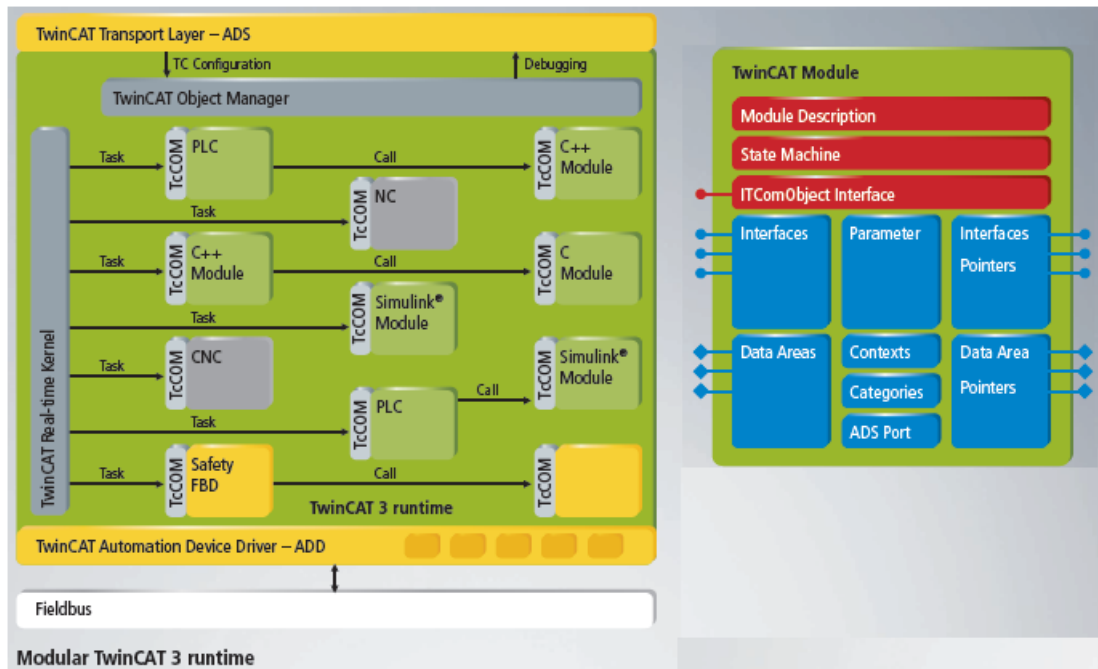 TwinCAT Transport Layer – ADS
TC Configuration
Debugging
TwinCAT Object Manager
TwinCAT Real-time Kernel
Task
TcCOM
PLC
Call
TcCOM
C++
Module
Task
TcCOM
NC
Task
TcCOM
C++
Module
Call
TcCOM
C
Module
Task
TcCOM
Simulink®
Module
Task
TcCOM
CNC
TcCOM
Simulink®
Module
Task
TcCOM
PLC
Call
Task
TcCOM
Safety
FBD
Call
TcCOM
TwinCAT 3 runtime
TwinCAT Automation Device Driver – ADD
Fieldbus
Modular TwinCAT 3 runtime
TwinCAT Module
Module Description
State Machine
ITComObject Interface
Interfaces
Parameter
Interfaces
Pointers
Data Areas
Contexts
Categories
ADS Port
Data Area
Pointers